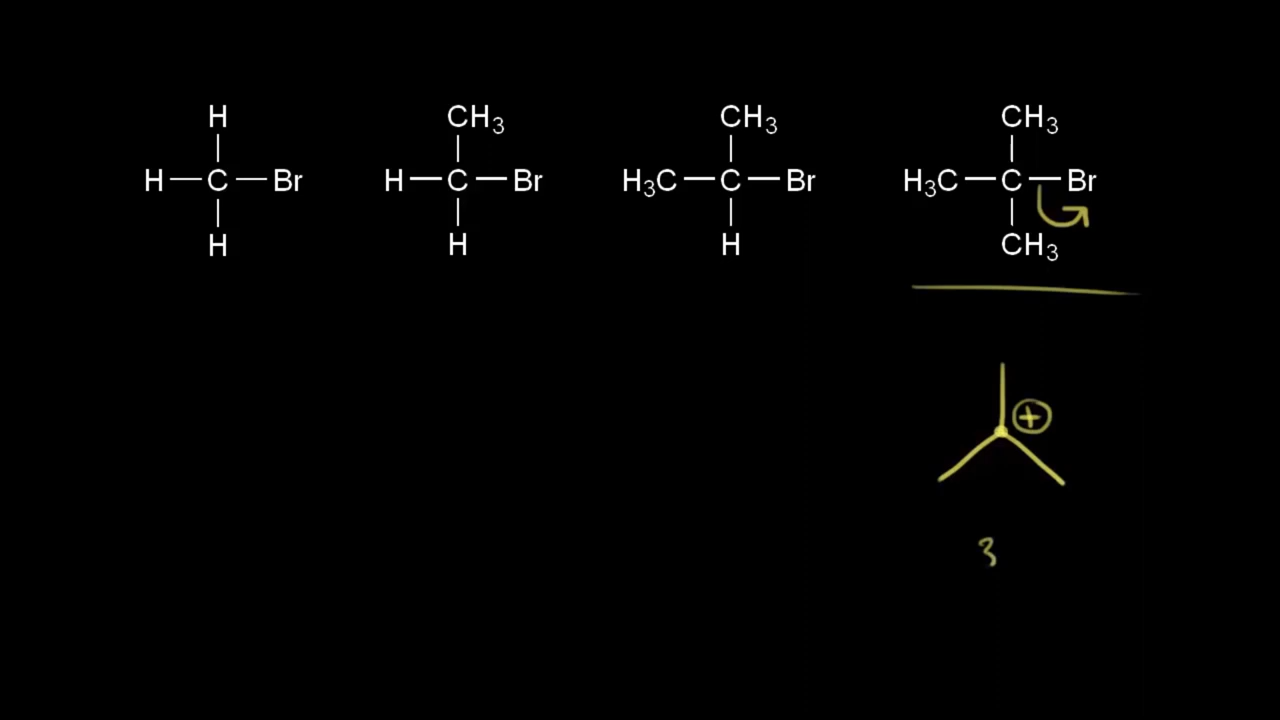 H CH₃ CH₃ CH₃
H—C—Br H—C—Br H₃C—C—Br H₃C—C—Br
H H H CH₃
+
3